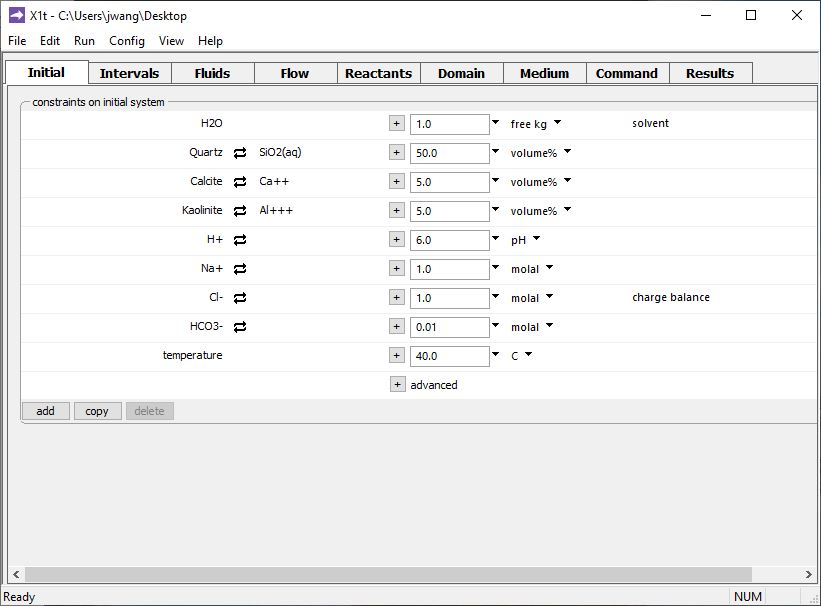 X1t - C:\Users\jwang\Desktop
File Edit Run Config View Help
Initial Intervals Fluids Flow Reactants Domain Medium Command Results
constraints on initial system
H2O + 1.0 free kg solvent
Quartz SiO2(aq) + 50.0 volume%
Calcite Ca++ + 5.0 volume%
Kaolinite Al+++ + 5.0 volume%
H+ + 6.0 pH
Na+ + 1.0 molal
Cl- + 1.0 molal charge balance
HCO3- + 0.01 molal
temperature + 40.0 C
+ advanced
add copy delete
Ready NUM